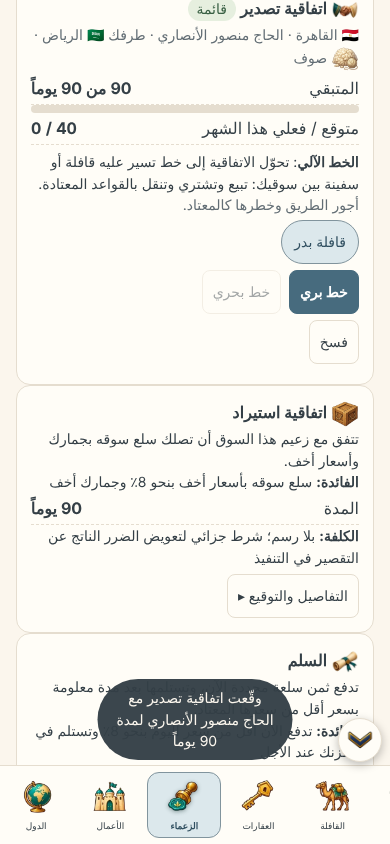 اتفاقية تصدير قائمة
القاهرة · الحاج منصور الأنصاري · طرفك الرياض ·
صوف
المتبقي 90 من 90 يوماً
متوقع / فعلي هذا الشهر 40 / 0
الخط الآلي: تحوّل الاتفاقية إلى خط تسير عليه قافلة أو
سفينة بين سوقيك: تبيع وتشتري وتنقل بالقواعد المعتادة.
أجور الطريق وخطرها كالمعتاد.
قافلة بدر
خط بري خط بحري
فسخ
اتفاقية استيراد
تتفق مع زعيم هذا السوق أن تصلك سلع سوقه بجمارك
وأسعار أخف.
الفائدة: سلع سوقه بأسعار أخف بنحو 8٪ وجمارك أخف
المدة 90 يوماً
الكلفة: بلا رسم؛ شرط جزائي لتعويض الضرر الناتج عن
التقصير في التنفيذ
التفاصيل والتوقيع ◂
السلم
تدفع ثمن سلعة مدة معلومة
بسعر أقل من
تدفع وتستلم في
عند
وقّعت اتفاقية تصدير مع
الحاج منصور الأنصاري لمدة
90 يوماً
القافلة العقارات الزعماء الأعمال الدول